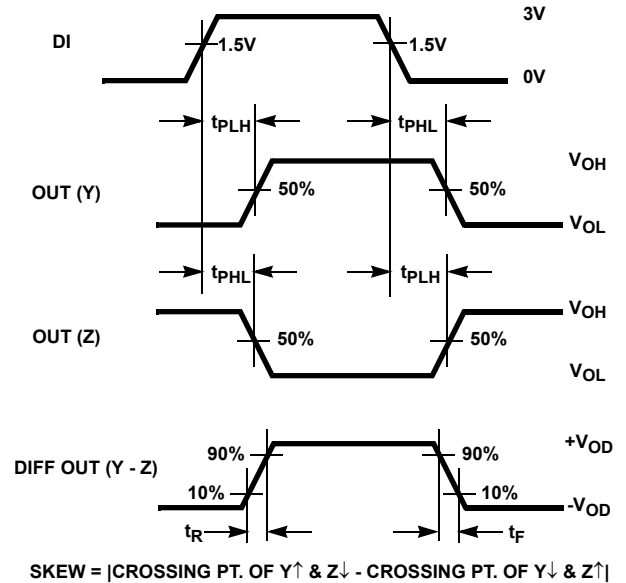 3V
DI
1.5V
1.5V
0V
tPLH
tPHL
VOH
OUT (Y)
50%
50%
VOL
tPHL
tPLH
VOH
OUT (Z)
50%
50%
VOL
+VOD
DIFF OUT (Y - Z)
90%
90%
10%
10%
-VOD
tR
tF
SKEW = |CROSSING PT. OF Y↑ & Z↓ - CROSSING PT. OF Y↓ & Z↑|